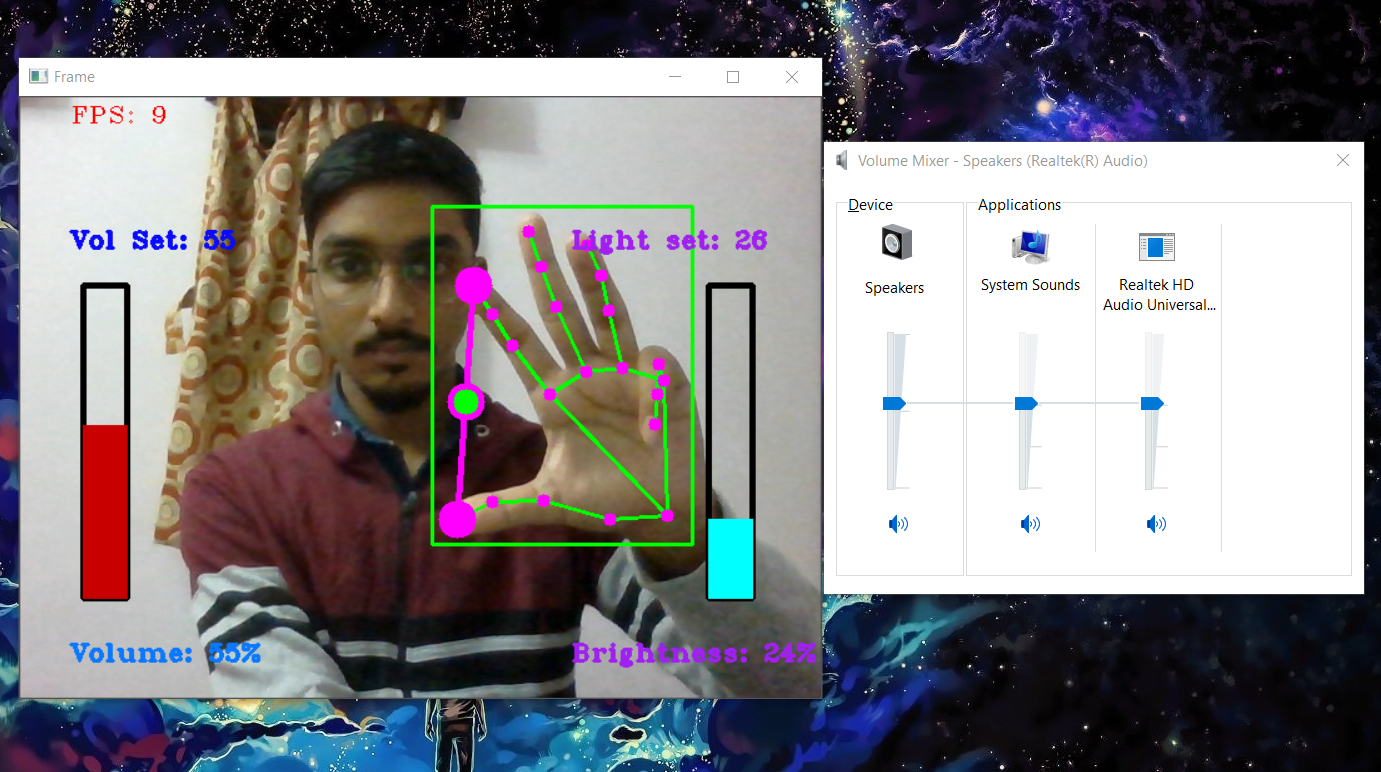 Frame
FPS: 9
Vol Set: 55
Light set: 26
Volume: 55%
Brightness: 24%
Volume Mixer - Speakers (Realtek(R) Audio)
Device
Applications
Speakers
System Sounds
Realtek HD
Audio Universal...